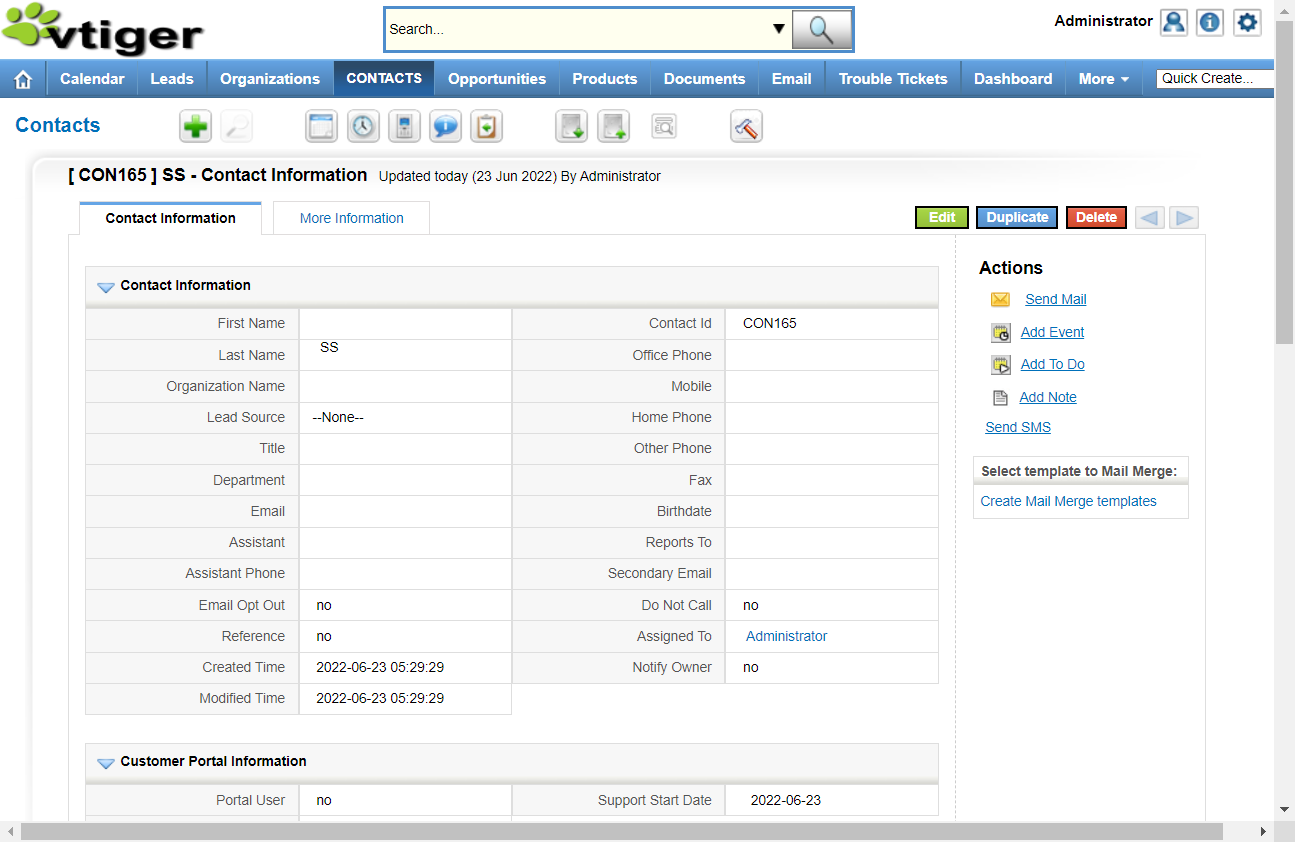 vtiger
Search...
Administrator
Calendar Leads Organizations CONTACTS Opportunities Products Documents Email Trouble Tickets Dashboard More Quick Create...
Contacts
[ CON165 ] SS - Contact Information Updated today (23 Jun 2022) By Administrator
Contact Information More Information Edit Duplicate Delete
Contact Information
First Name Contact Id CON165
Last Name SS Office Phone
Organization Name Mobile
Lead Source --None-- Home Phone
Title Other Phone
Department Fax
Email Birthdate
Assistant Reports To
Assistant Phone Secondary Email
Email Opt Out no Do Not Call no
Reference no Assigned To Administrator
Created Time 2022-06-23 05:29:29 Notify Owner no
Modified Time 2022-06-23 05:29:29
Customer Portal Information
Portal User no Support Start Date 2022-06-23
Actions
Send Mail
Add Event
Add To Do
Add Note
Send SMS
Select template to Mail Merge:
Create Mail Merge templates